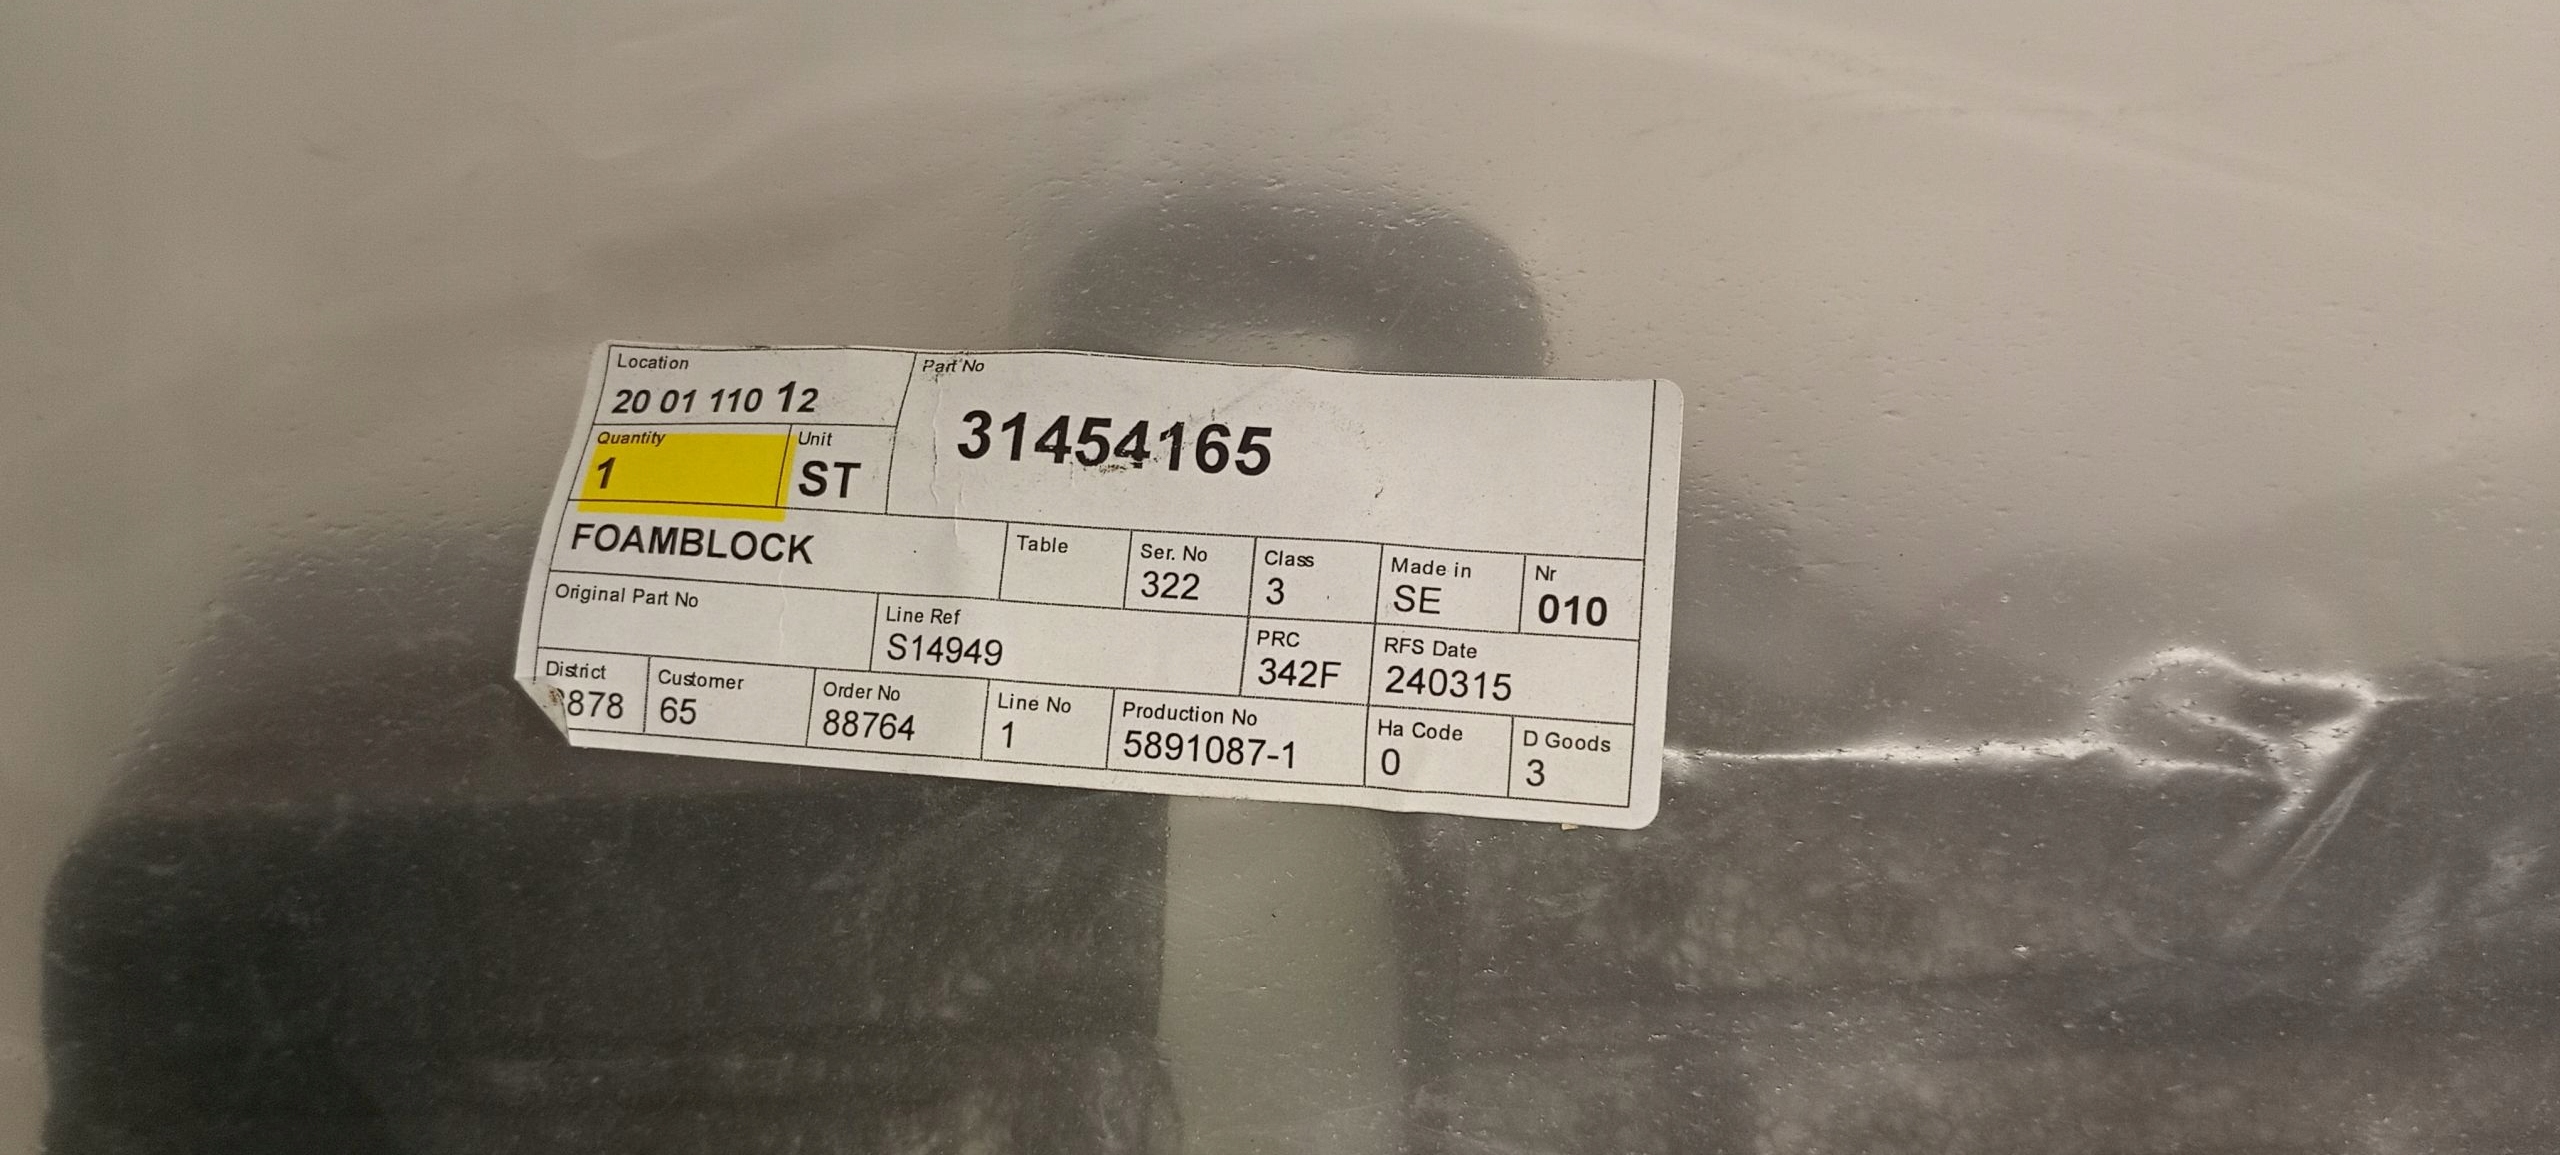 Location
20 01 110 12
Part No
31454165
Quantity
1
Unit
ST
FOAMBLOCK
Table
Ser. No
322
Class
3
Made in
SE
Nr
010
Original Part No
Line Ref
S14949
PRC
342F
RFS Date
240315
District
878
Customer
65
Order No
88764
Line No
1
Production No
5891087-1
Ha Code
0
D Goods
3